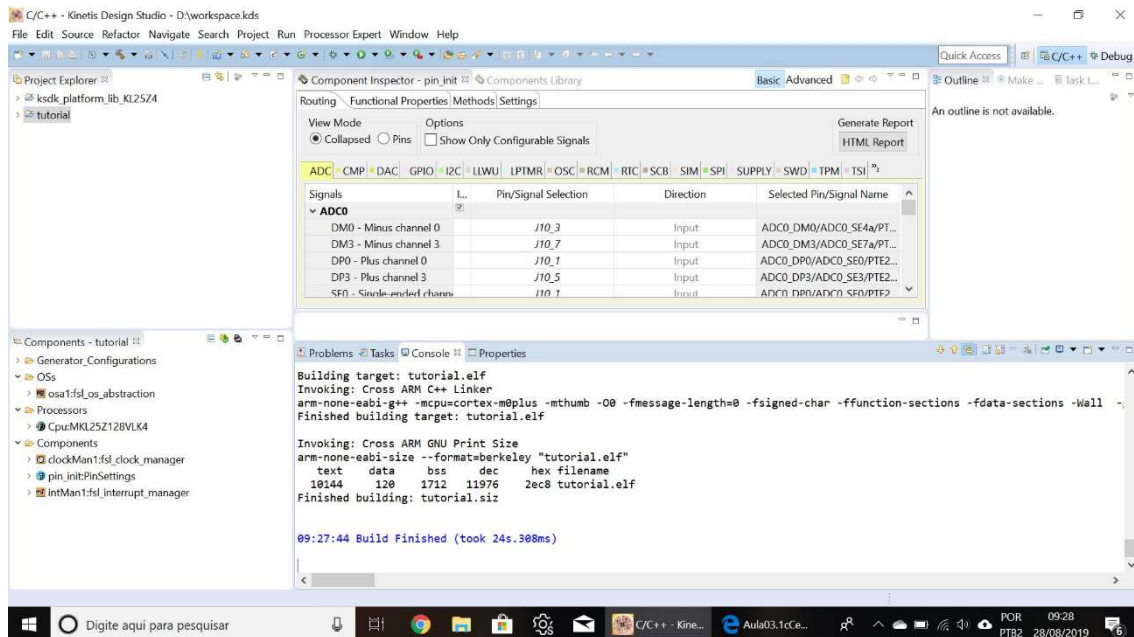 C/C++ - Kinetis Design Studio - D:\workspace.kds
File Edit Source Refactor Navigate Search Project Run Processor Expert Window Help
Quick Access C/C++ Debug
Project Explorer
ksdk_platform_lib_KL25Z4
tutorial
Component Inspector - pin_init Components Library Basic Advanced
Routing Functional Properties Methods Settings
View Mode Options Generate Report
Collapsed Pins Show Only Configurable Signals HTML Report
ADC CMP DAC GPIO I2C LLWU LPTMR OSC RCM RTC SCB SIM SPI SUPPLY SWD TPM TSI
Signals I... Pin/Signal Selection Direction Selected Pin/Signal Name
ADC0
DM0 - Minus channel 0 J10_3 Input ADC0_DM0/ADC0_SE4a/PT...
DM3 - Minus channel 3 J10_7 Input ADC0_DM3/ADC0_SE7a/PT...
DP0 - Plus channel 0 J10_1 Input ADC0_DP0/ADC0_SE0/PTE2...
DP3 - Plus channel 3 J10_5 Input ADC0_DP3/ADC0_SE3/PTE2...
SE0 - Single-ended channe J10_1 Input ADC0_DP0/ADC0_SE0/PTE2
Outline Make ... Task L...
An outline is not available.
Components - tutorial
Generator_Configurations
OSs
osa1:fsl_os_abstraction
Processors
Cpu:MKL25Z128VLK4
Components
clockMan1:fsl_clock_manager
pin_init:PinSettings
intMan1:fsl_interrupt_manager
Problems Tasks Console Properties
Building target: tutorial.elf
Invoking: Cross ARM C++ Linker
arm-none-eabi-g++ -mcpu=cortex-m0plus -mthumb -O0 -fmessage-length=0 -fsigned-char -ffunction-sections -fdata-sections -Wall
Finished building target: tutorial.elf
Invoking: Cross ARM GNU Print Size
arm-none-eabi-size --format=berkeley "tutorial.elf"
text data bss dec hex filename
10144 120 1712 11976 2ec8 tutorial.elf
Finished building: tutorial.siz
09:27:44 Build Finished (took 24s.308ms)
Digite aqui para pesquisar
C/C++ - Kine...
Aula03.1cCe...
POR
PTB2
09:28
28/08/2019